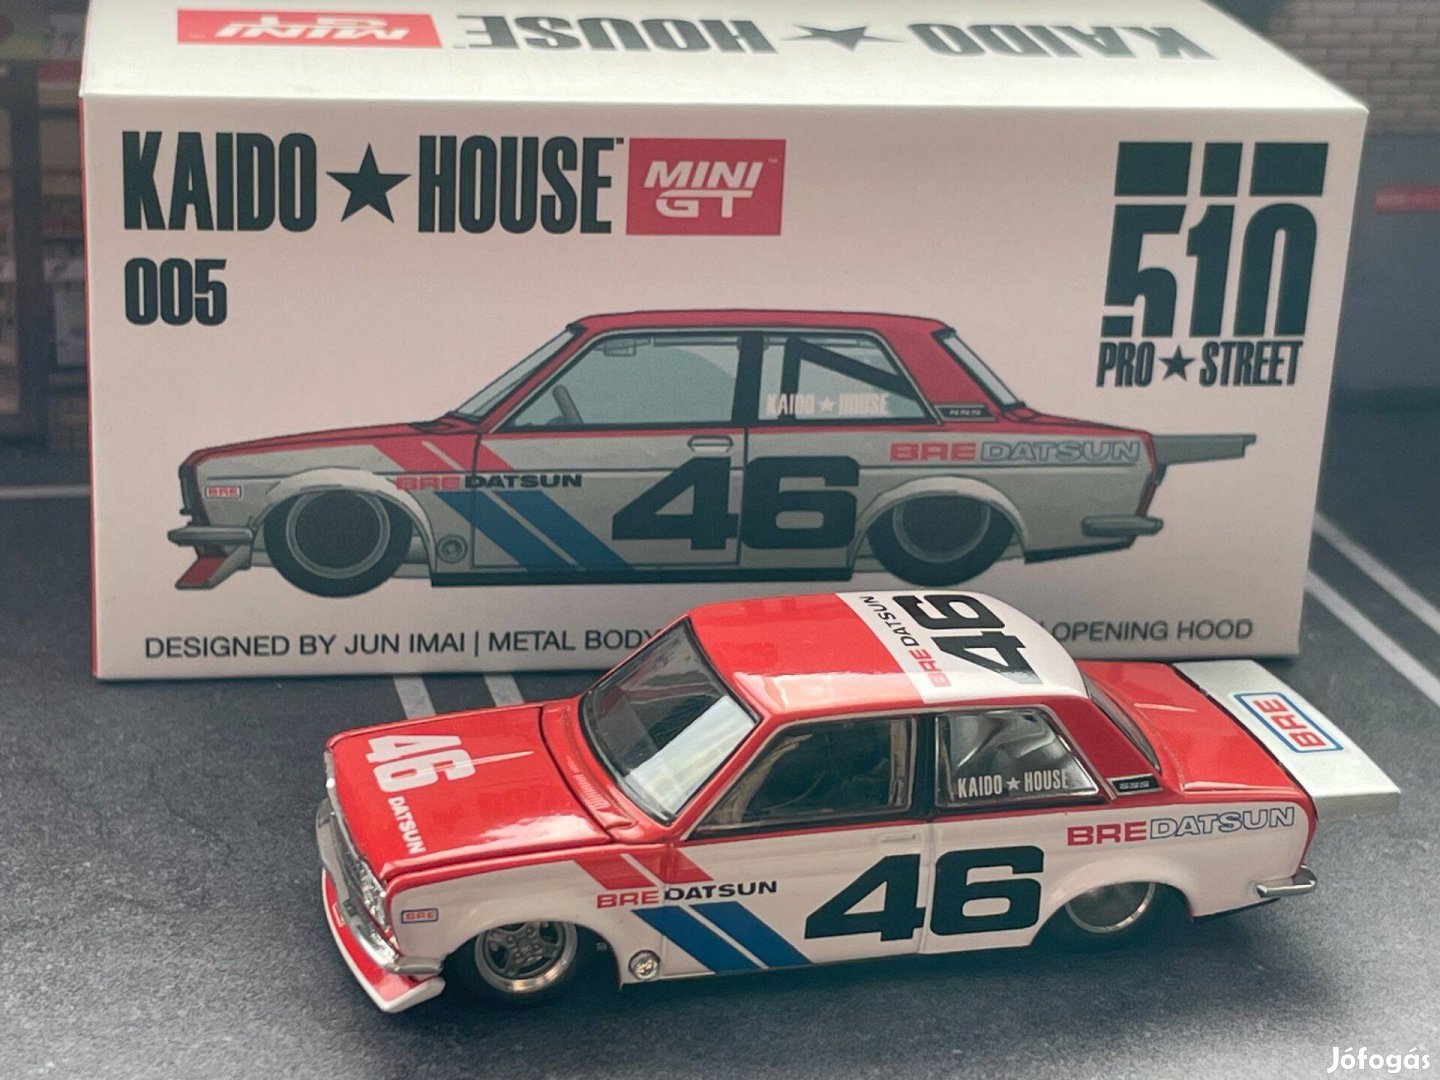 MINI GT KAIDO★HOUSE
KAIDO★HOUSE™ MINI GT™
005
510
PRO★STREET
KAIDO★HOUSE
BRE DATSUN
BRE
BRE DATSUN
46
DESIGNED BY JUN IMAI | METAL BODY
OPENING HOOD
46
BRE DATSUN
BRE
46
DATSUN
KAIDO★HOUSE
BRE DATSUN
46
BRE DATSUN
BRE
Jófogás